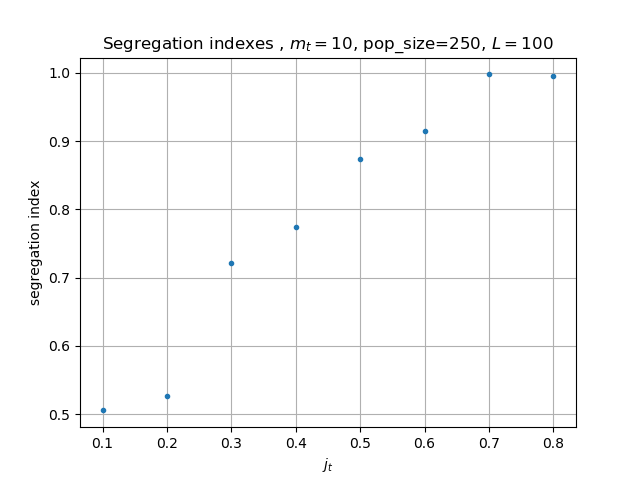 Segregation indexes , $m_t = 10$, pop_size=250, $L = 100$
segregation index
1.0
0.9
0.8
0.7
0.6
0.5
0.1 0.2 0.3 0.4 0.5 0.6 0.7 0.8
$j_t$